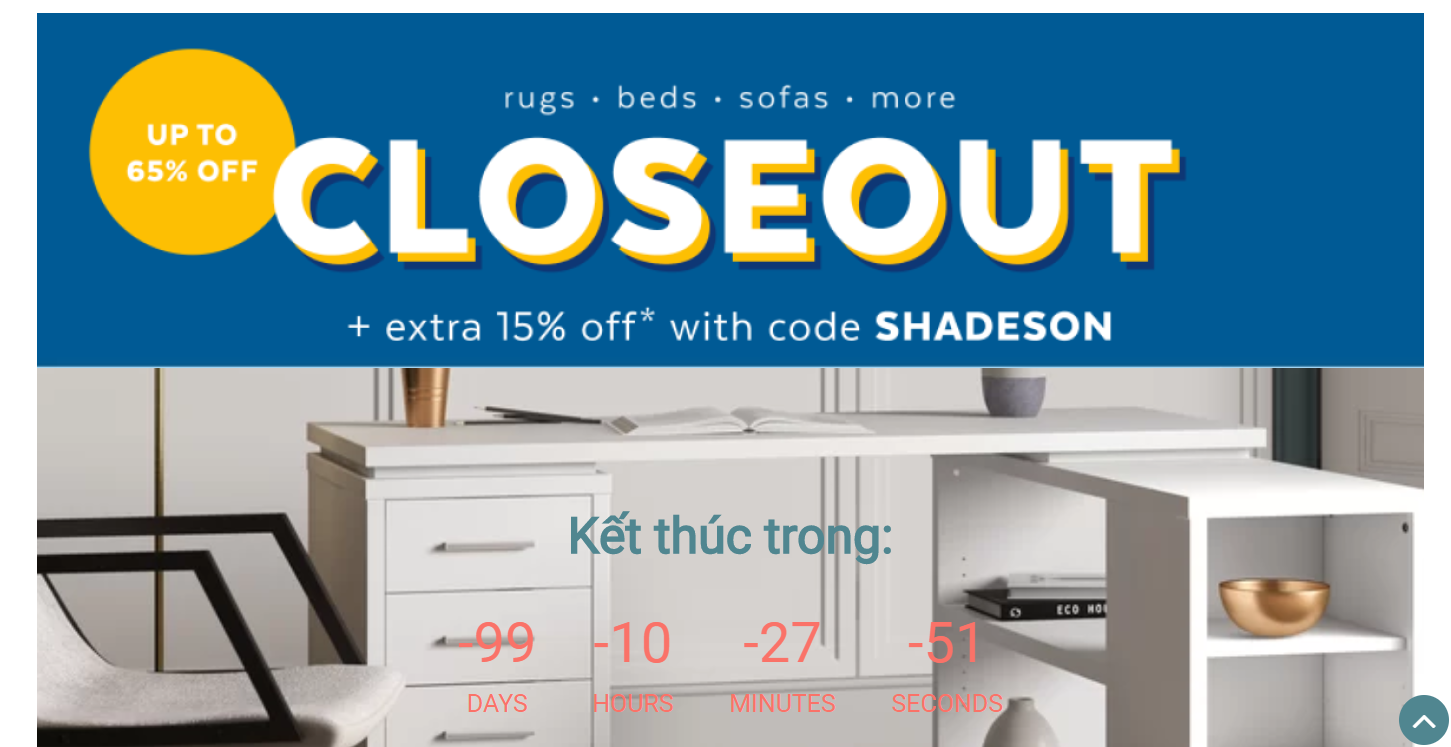 UP TO
65% OFF
rugs • beds • sofas • more
CLOSEOUT
+ extra 15% off* with code SHADESON
Kết thúc trong:
ECO
-99 -10 -27 -51
DAYS HOURS MINUTES SECONDS